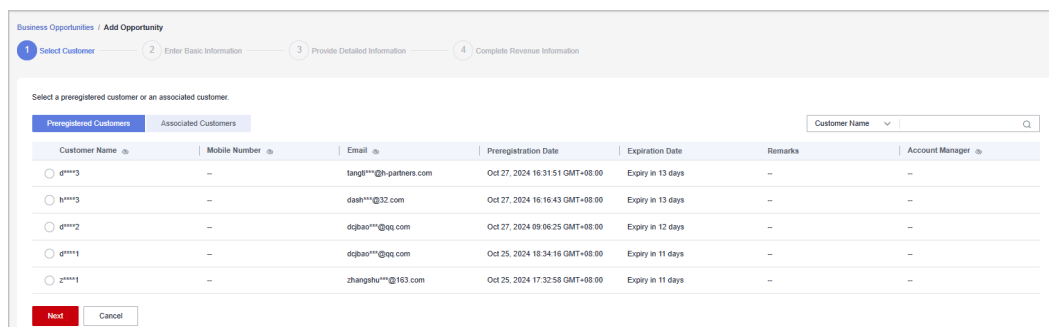 Business Opportunities / Add Opportunity
1 Select Customer 2 Enter Basic Information 3 Provide Detailed Information 4 Complete Revenue Information
Select a preregistered customer or an associated customer.
Preregistered Customers Associated Customers Customer Name
Customer Name Mobile Number Email Preregistration Date Expiration Date Remarks Account Manager
d****3 -- fangti***@h-partners.com Oct 27, 2024 16:31:51 GMT+08:00 Expiry in 13 days -- --
h****3 -- dash***@32.com Oct 27, 2024 16:16:43 GMT+08:00 Expiry in 13 days -- --
d****2 -- dcjbao***@qq.com Oct 27, 2024 09:06:25 GMT+08:00 Expiry in 12 days -- --
d****1 -- dcjbao***@qq.com Oct 25, 2024 18:34:16 GMT+08:00 Expiry in 11 days -- --
z****1 -- zhangshu***@163.com Oct 25, 2024 17:32:58 GMT+08:00 Expiry in 11 days -- --
Next Cancel